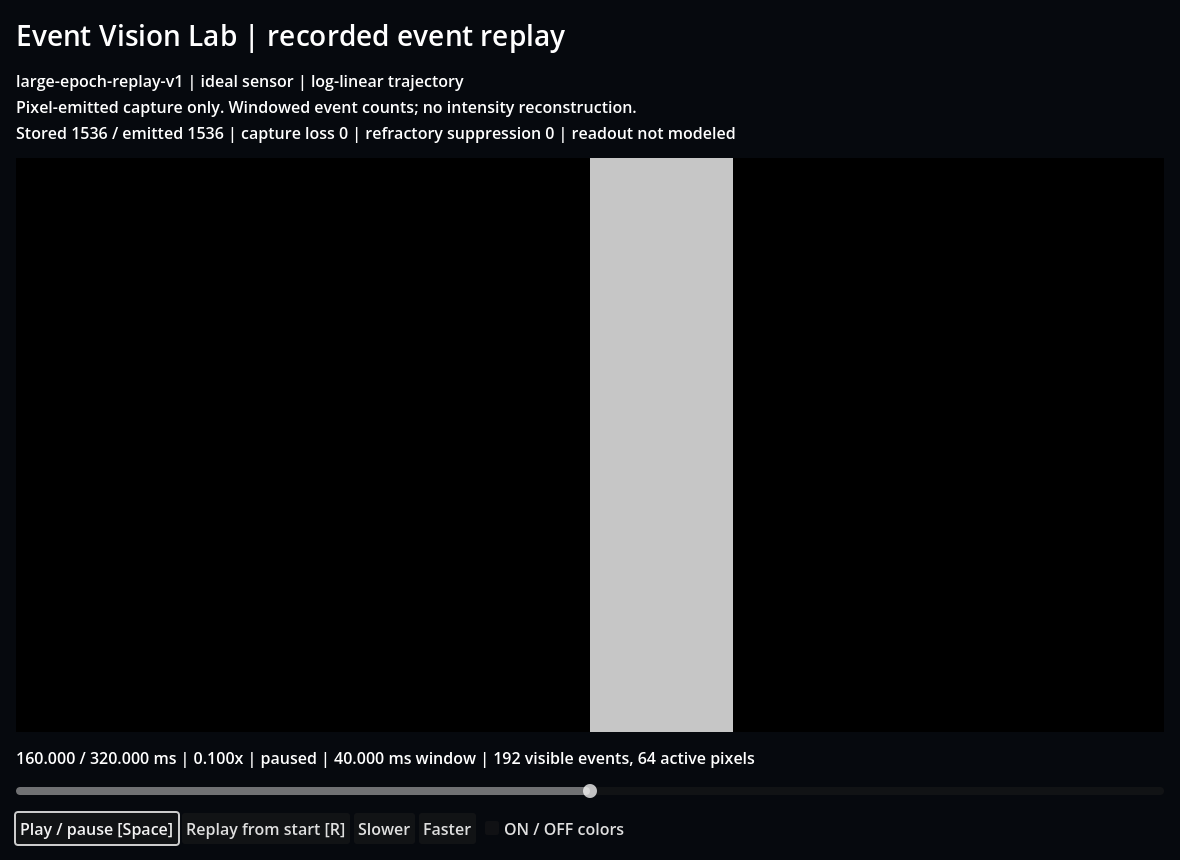 Event Vision Lab | recorded event replay
large-epoch-replay-v1 | ideal sensor | log-linear trajectory
Pixel-emitted capture only. Windowed event counts; no intensity reconstruction.
Stored 1536 / emitted 1536 | capture loss 0 | refractory suppression 0 | readout not modeled
160.000 / 320.000 ms | 0.100x | paused | 40.000 ms window | 192 visible events, 64 active pixels
Play / pause [Space] Replay from start [R] Slower Faster ON / OFF colors